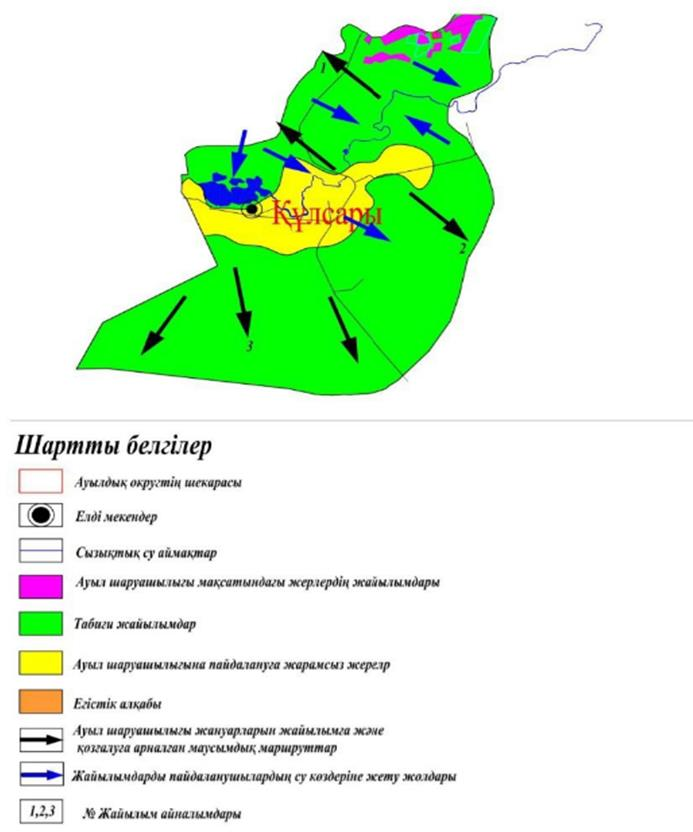 1
Құлсары
2
3
Шартты белгілер
Ауылдық округтің шекарасы
Елді мекендер
Сызықтық су аймақтар
Ауыл шаруашылығы мақсатындағы жерлердің жайылымдары
Табиғи жайылымдар
Ауыл шаруашылығына пайдалануға жарамсыз жерелр
Егістік алқабы
Ауыл шаруашылығы жануарларын жайылымға және
қозғалуға арналған маусымдық маршруттар
Жайылымдарды пайдаланушылардың су көздеріне жету жолдары
1,2,3 № Жайылым айналымдары